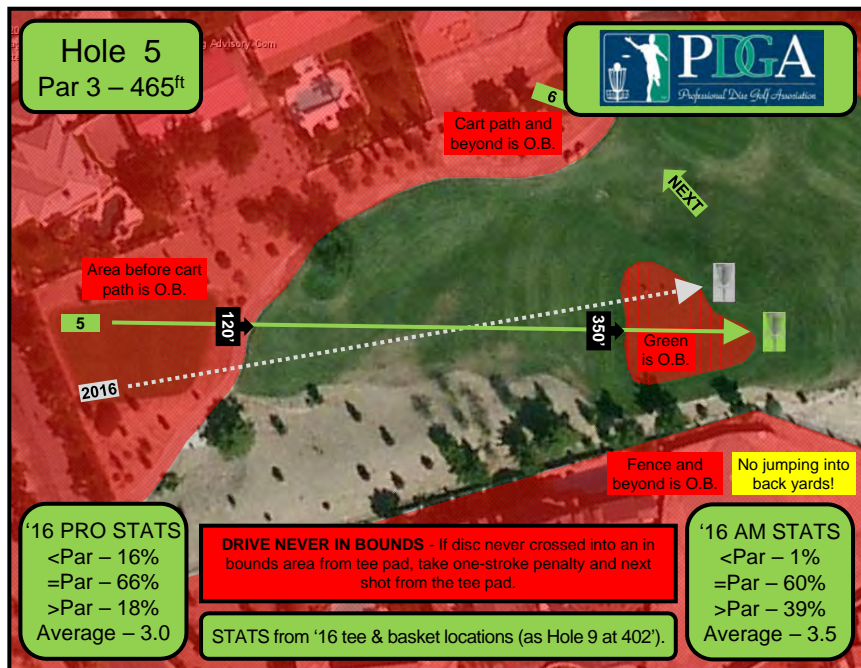 Hole 5
Par 3 – 465ft
g Advisory.Com
PDGA
Professional Disc Golf Association
6
Cart path and
beyond is O.B.
NEXT
Area before cart
path is O.B.
5
120'
350'
Green
is O.B.
2016
Fence and
beyond is O.B.
No jumping into
back yards!
'16 PRO STATS
<Par – 16%
=Par – 66%
>Par – 18%
Average – 3.0
DRIVE NEVER IN BOUNDS - If disc never crossed into an in
bounds area from tee pad, take one-stroke penalty and next
shot from the tee pad.
STATS from '16 tee & basket locations (as Hole 9 at 402').
'16 AM STATS
<Par – 1%
=Par – 60%
>Par – 39%
Average – 3.5